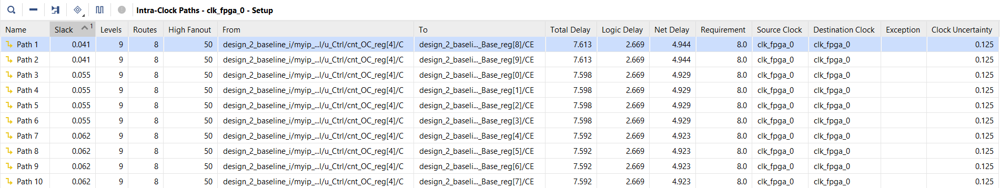 Intra-Clock Paths - clk_fpga_0 - Setup
Name Slack 1 Levels Routes High Fanout From To Total Delay Logic Delay Net Delay Requirement Source Clock Destination Clock Exception Clock Uncertainty
Path 1 0.041 9 8 50 design_2_baseline_i/myip_...l/u_Ctrl/cnt_OC_reg[4]/C design_2_baseli..._Base_reg[8]/CE 7.613 2.669 4.944 8.0 clk_fpga_0 clk_fpga_0 0.125
Path 2 0.041 9 8 50 design_2_baseline_i/myip_...l/u_Ctrl/cnt_OC_reg[4]/C design_2_baseli..._Base_reg[9]/CE 7.613 2.669 4.944 8.0 clk_fpga_0 clk_fpga_0 0.125
Path 3 0.055 9 8 50 design_2_baseline_i/myip_...l/u_Ctrl/cnt_OC_reg[4]/C design_2_baseli..._Base_reg[0]/CE 7.598 2.669 4.929 8.0 clk_fpga_0 clk_fpga_0 0.125
Path 4 0.055 9 8 50 design_2_baseline_i/myip_...l/u_Ctrl/cnt_OC_reg[4]/C design_2_baseli..._Base_reg[1]/CE 7.598 2.669 4.929 8.0 clk_fpga_0 clk_fpga_0 0.125
Path 5 0.055 9 8 50 design_2_baseline_i/myip_...l/u_Ctrl/cnt_OC_reg[4]/C design_2_baseli..._Base_reg[2]/CE 7.598 2.669 4.929 8.0 clk_fpga_0 clk_fpga_0 0.125
Path 6 0.055 9 8 50 design_2_baseline_i/myip_...l/u_Ctrl/cnt_OC_reg[4]/C design_2_baseli..._Base_reg[3]/CE 7.598 2.669 4.929 8.0 clk_fpga_0 clk_fpga_0 0.125
Path 7 0.062 9 8 50 design_2_baseline_i/myip_...l/u_Ctrl/cnt_OC_reg[4]/C design_2_baseli..._Base_reg[4]/CE 7.592 2.669 4.923 8.0 clk_fpga_0 clk_fpga_0 0.125
Path 8 0.062 9 8 50 design_2_baseline_i/myip_...l/u_Ctrl/cnt_OC_reg[4]/C design_2_baseli..._Base_reg[5]/CE 7.592 2.669 4.923 8.0 clk_fpga_0 clk_fpga_0 0.125
Path 9 0.062 9 8 50 design_2_baseline_i/myip_...l/u_Ctrl/cnt_OC_reg[4]/C design_2_baseli..._Base_reg[6]/CE 7.592 2.669 4.923 8.0 clk_fpga_0 clk_fpga_0 0.125
Path 10 0.062 9 8 50 design_2_baseline_i/myip_...l/u_Ctrl/cnt_OC_reg[4]/C design_2_baseli..._Base_reg[7]/CE 7.592 2.669 4.923 8.0 clk_fpga_0 clk_fpga_0 0.125